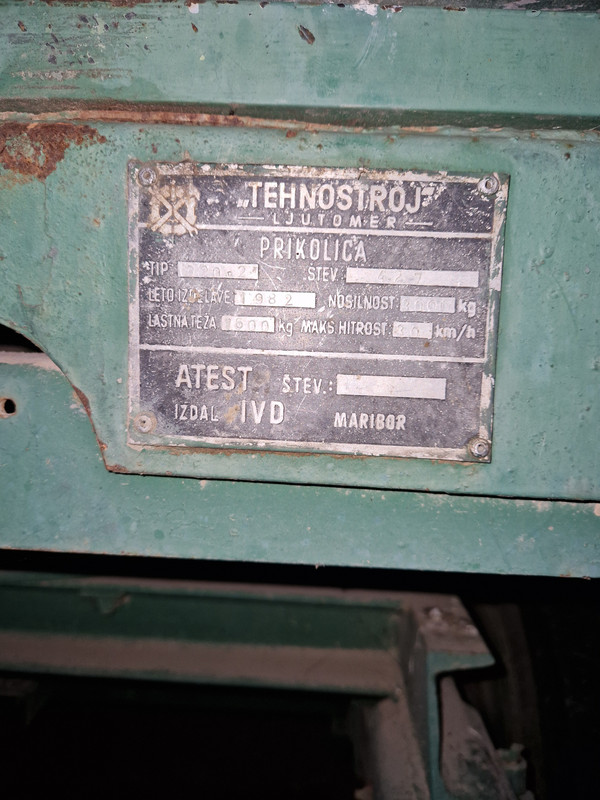 „TEHNOSTROJ"
LJUTOMER
PRIKOLICA
TIP ŠTEV.
LETO IZDELAVE 1982 NOSILNOST: kg
LASTNA TEŽA kg MAKS.HITROST: 30 km/h
ATEST ŠTEV.:
IZDAL IVD MARIBOR